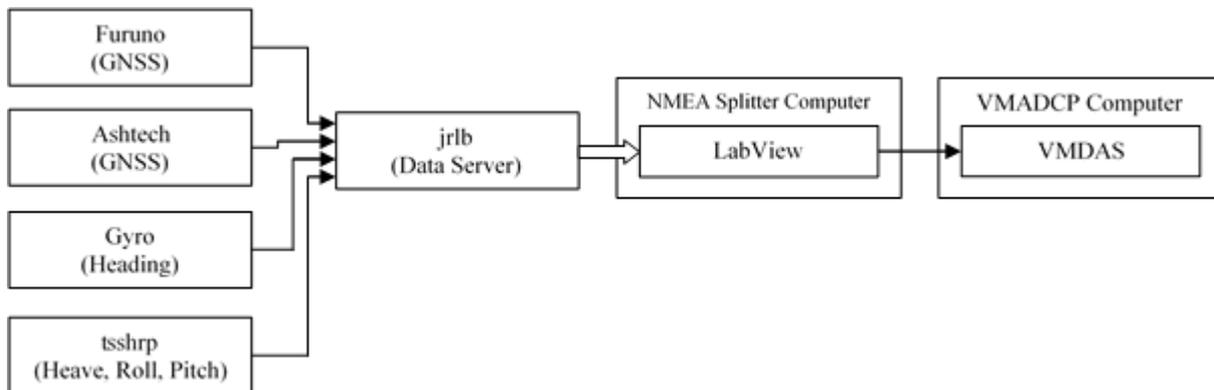 Furuno
(GNSS)
Ashtech
(GNSS)
Gyro
(Heading)
tsshrp
(Heave, Roll, Pitch)
jrlb
(Data Server)
NMEA Splitter Computer
LabView
VMADCP Computer
VMDAS